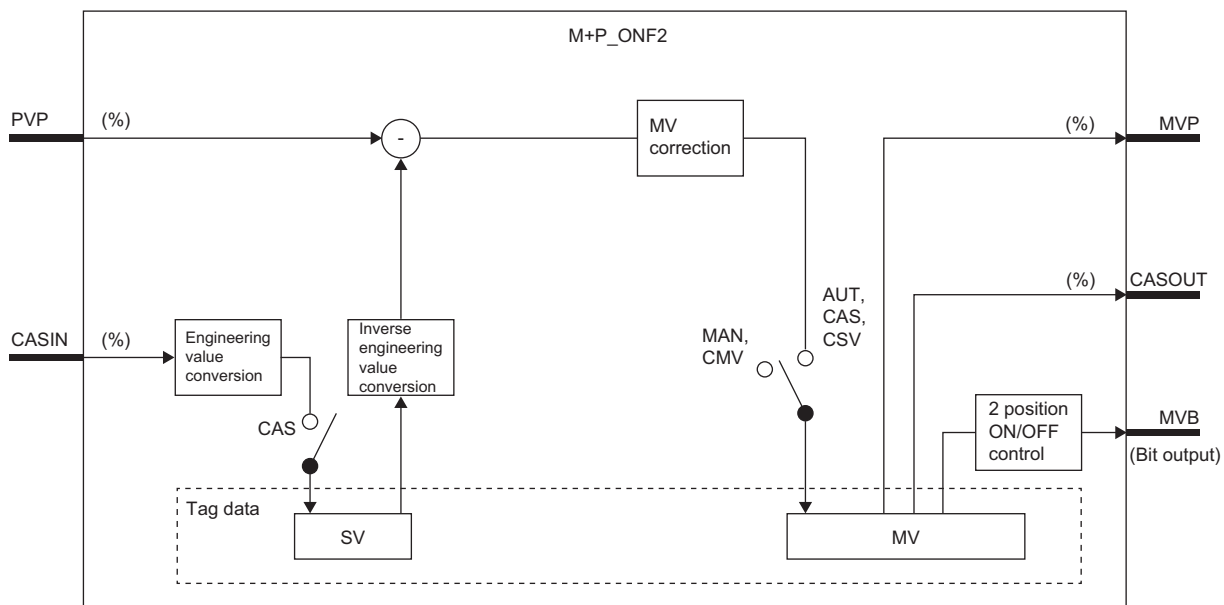 M+P_ONF2
PVP
(%)
-
MV
correction
(%)
MVP
CASIN
(%)
Engineering
value
conversion
Inverse
engineering
value
conversion
CAS
MAN,
CMV
AUT,
CAS,
CSV
(%)
CASOUT
2 position
ON/OFF
control
MVB
(Bit output)
Tag data
SV
MV